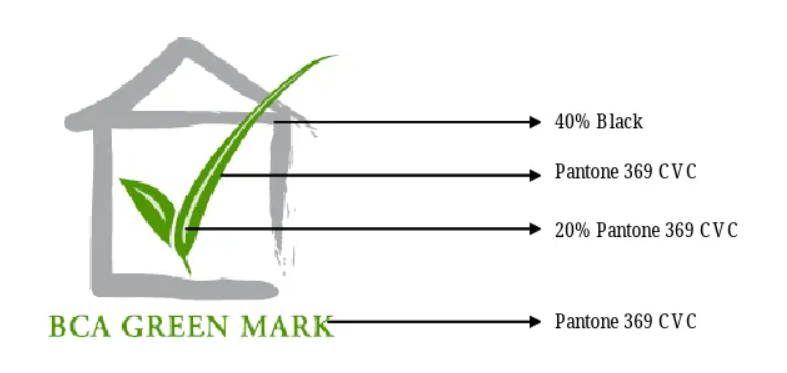 40% Black
Pantone 369 CVC
20% Pantone 369 CVC
BCA GREEN MARK
Pantone 369 CVC